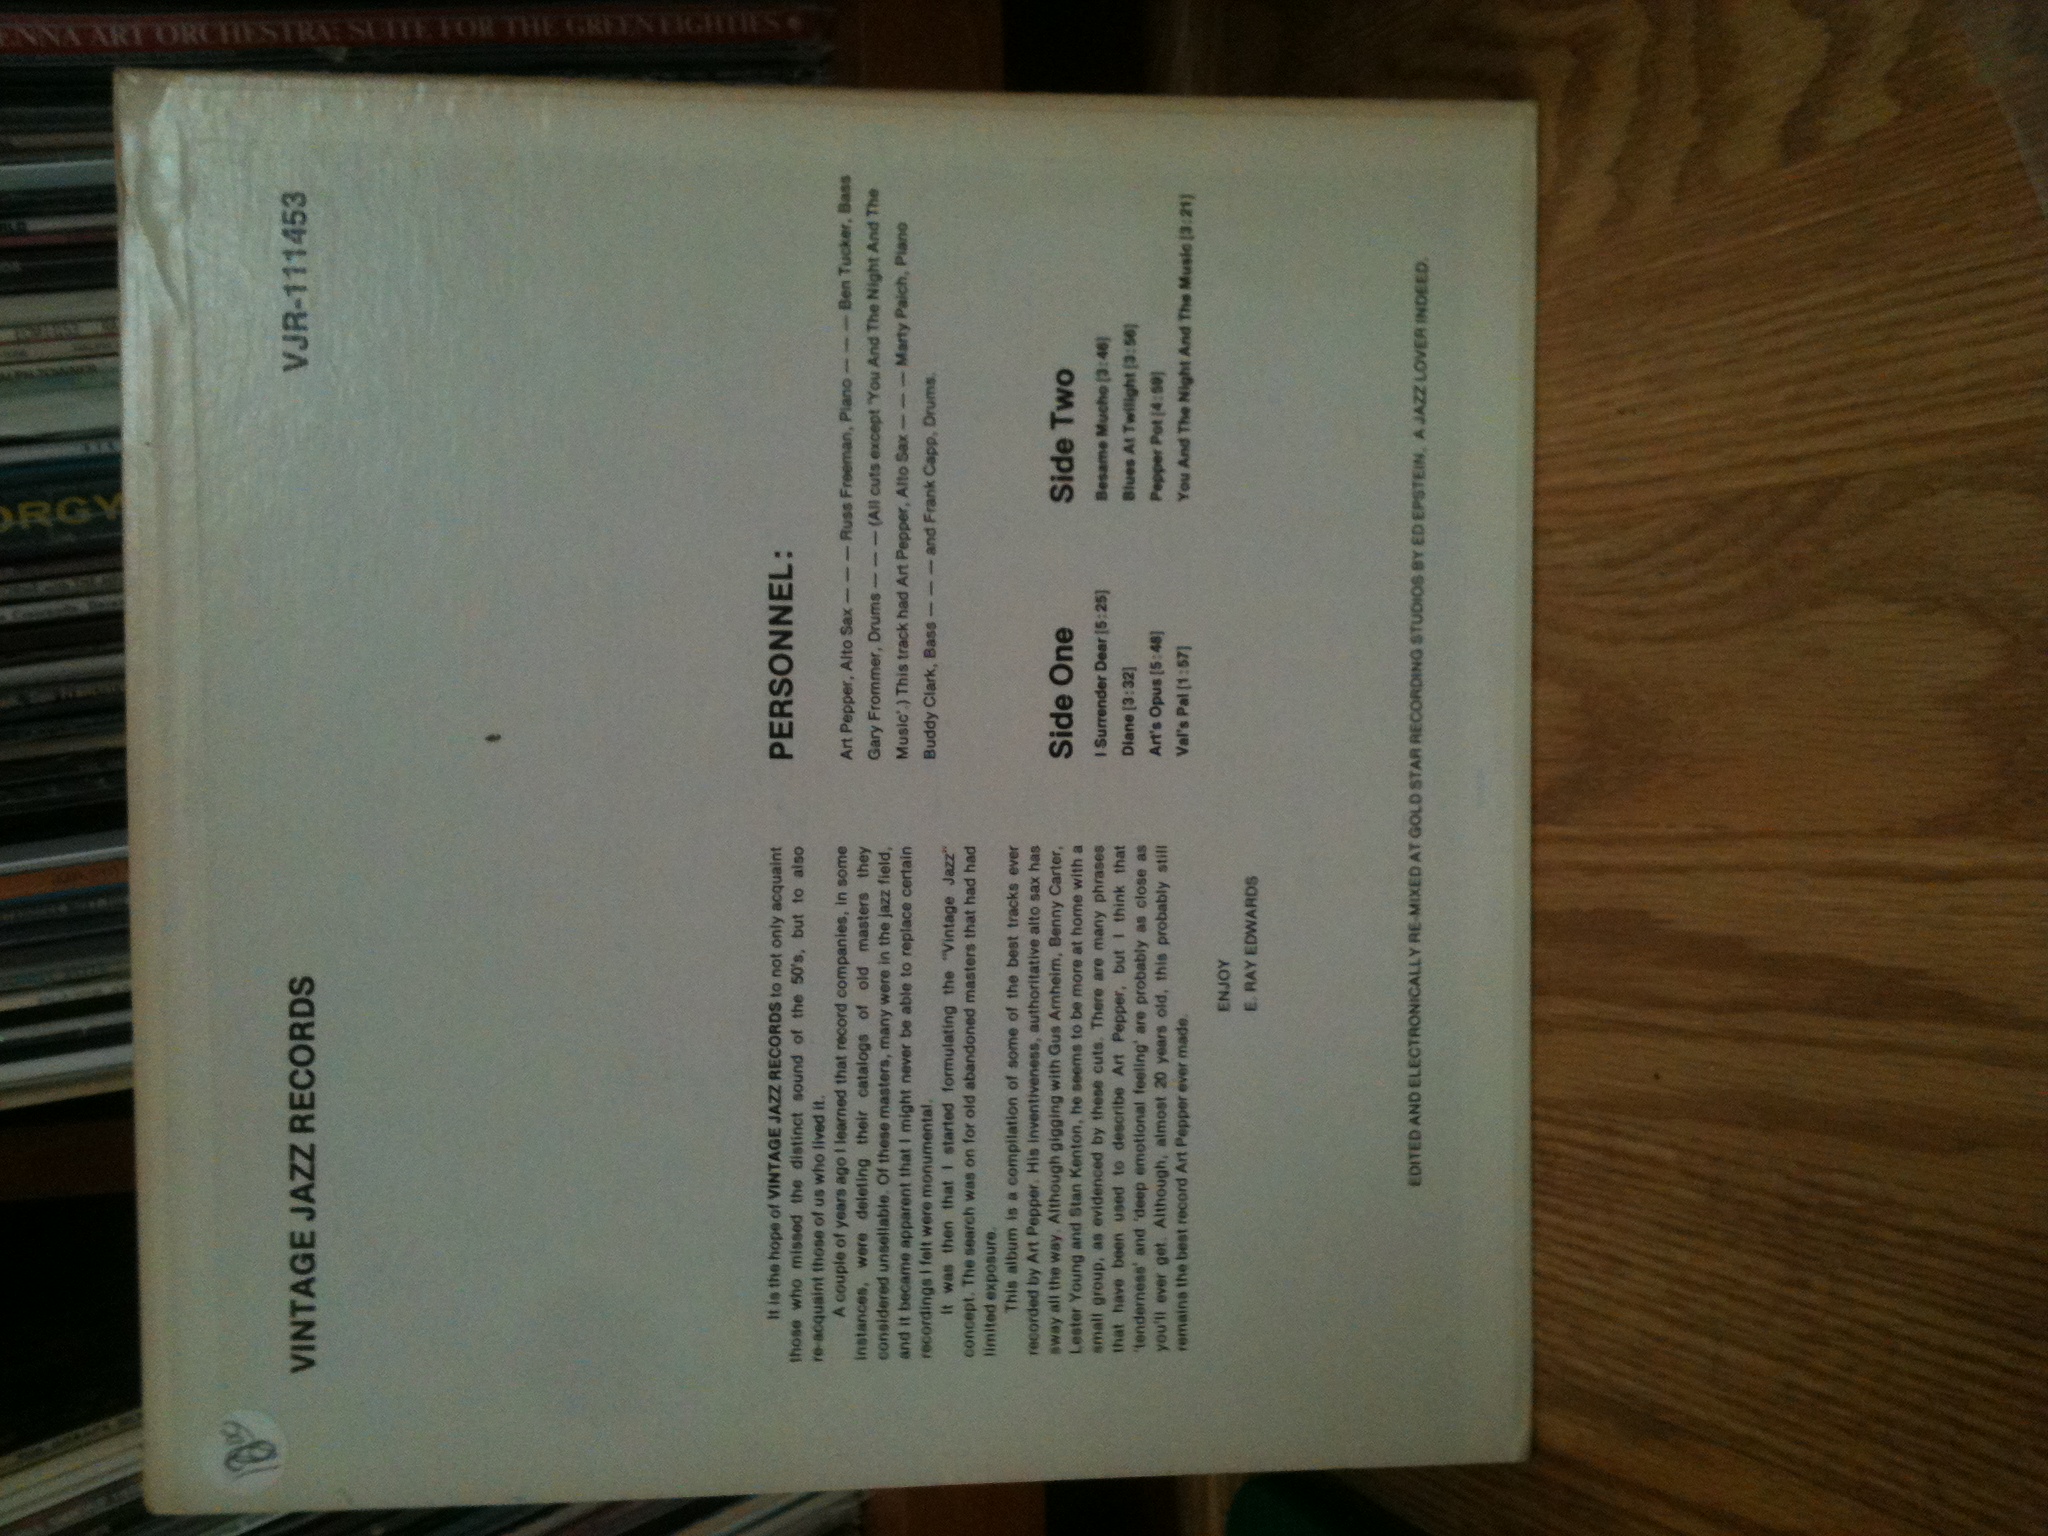 VINTAGE JAZZ RECORDS
VJR-111453
It is the hope of VINTAGE JAZZ RECORDS to not only acquaint
those who missed the distinct sound of the 50's, but to also
re-acquaint those of us who lived it.
A couple of years ago I learned that record companies, in some
instances, were deleting their catalogs of old masters they
considered unsellable. Of these masters, many were in the jazz field,
and it became apparent that I might never be able to replace certain
recordings I felt were monumental.
It was then that I started formulating the "Vintage Jazz"
concept. The search was on for old abandoned masters that had had
limited exposure.
This album is a compilation of some of the best tracks ever
recorded by Art Pepper. His inventiveness, authoritative alto sax has
sway all the way. Although gigging with Gus Arnheim, Benny Carter,
Lester Young and Stan Kenton, he seems to be more at home with a
small group, as evidenced by these cuts. There are many phrases
that have been used to describe Art Pepper, but I think that
'tenderness' and 'deep emotional feeling' are probably as close as
you'll ever get. Although, almost 20 years old, this probably still
remains the best record Art Pepper ever made.
ENJOY
E. RAY EDWARDS
PERSONNEL:
Art Pepper, Alto Sax — — — Russ Freeman, Piano — — — Ben Tucker, Bass
Gary Frommer, Drums — — — (All cuts except 'You And The Night And The
Music'.) This track had Art Pepper, Alto Sax — — — Marty Paich, Piano
Buddy Clark, Bass — — — and Frank Capp, Drums.
Side One
I Surrender Dear [5:25]
Diane [3:32]
Art's Opus [5:48]
Val's Pal [1:57]
Side Two
Besame Mucho [3:46]
Blues At Twilight [3:56]
Pepper Pot [4:59]
You And The Night And The Music [3:21]
EDITED AND ELECTRONICALLY RE-MIXED AT GOLD STAR RECORDING STUDIOS BY ED EPSTEIN. A JAZZ LOVER INDEED.
ENNA ART ORCHESTRA: SUITE FOR THE GREEN EIGHTIES
ORGY